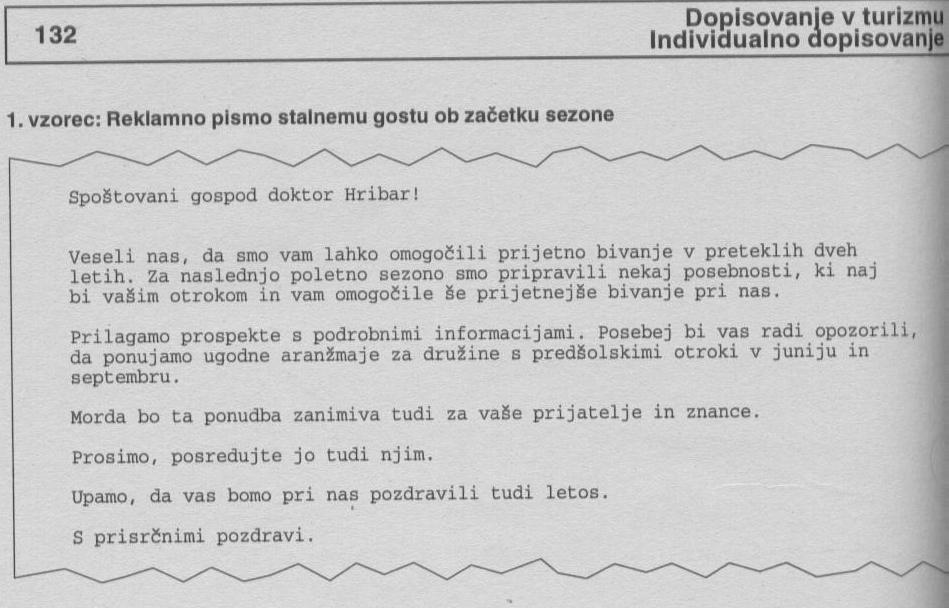 132
Dopisovanje v turizmu
Individualno dopisovanje
1. vzorec: Reklamno pismo stalnemu gostu ob začetku sezone
Spoštovani gospod doktor Hribar!
Veseli nas, da smo vam lahko omogočili prijetno bivanje v preteklih dveh
letih. Za naslednjo poletno sezono smo pripravili nekaj posebnosti, ki naj
bi vašim otrokom in vam omogočile še prijetnejše bivanje pri nas.
Prilagamo prospekte s podrobnimi informacijami. Posebej bi vas radi opozorili,
da ponujamo ugodne aranžmaje za družine s predšolskimi otroki v juniju in
septembru.
Morda bo ta ponudba zanimiva tudi za vaše prijatelje in znance.
Prosimo, posredujte jo tudi njim.
Upamo, da vas bomo pri nas pozdravili tudi letos.
S prisrčnimi pozdravi.